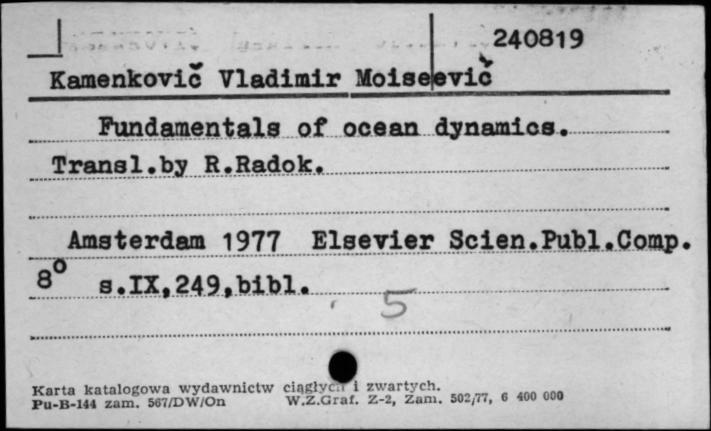 240819
Kamenkovič Vladimir Moiseevič
Fundamentals of ocean dynamics.
Transl.by R.Radok.
Amsterdam 1977 Elsevier Scien.Publ.Comp.
8° s.IX,249,bibl.
5
Karta katalogowa wydawnictw ciągłych i zwartych.
Pu-B-144 zam. 567/DW/On W.Z.Graf. Z-2, Zam. 502/77, 6 400 000